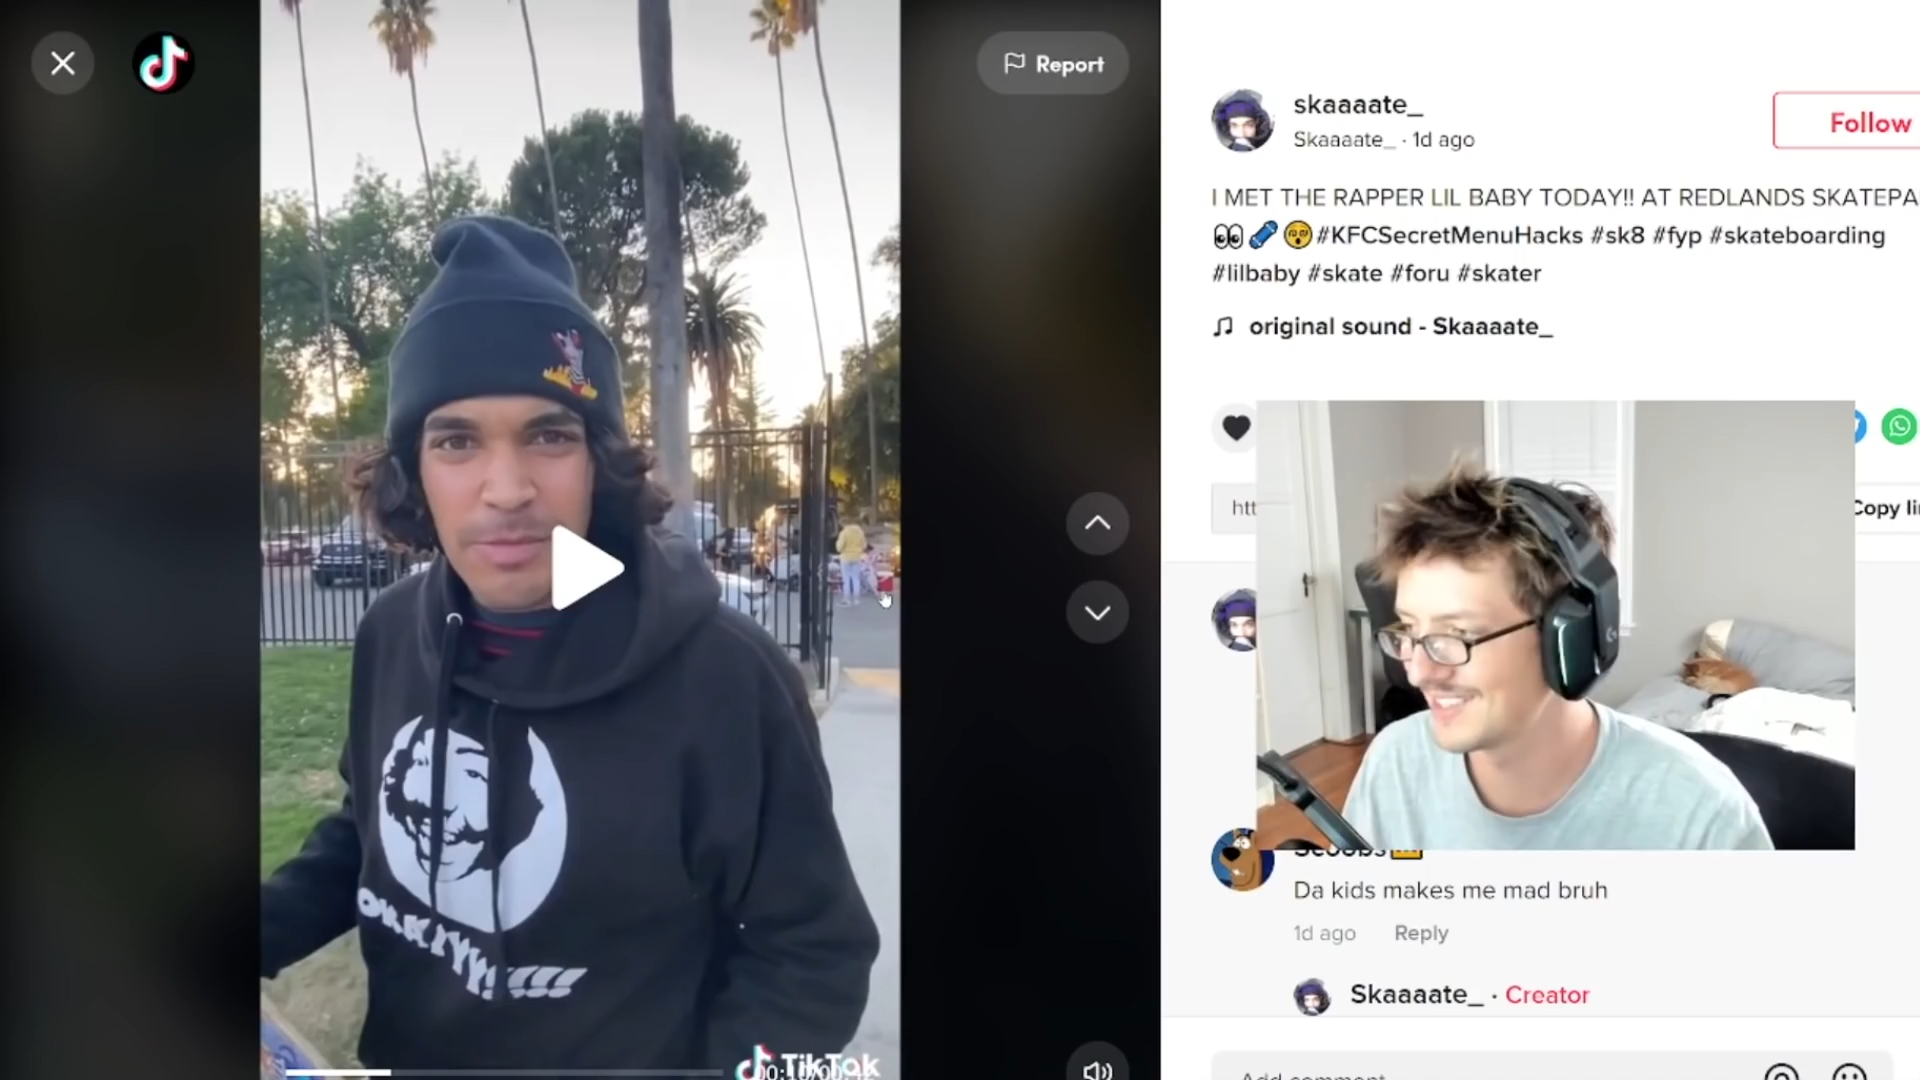 Report
skaaaate_
Skaaaate_ · 1d ago
Follow
I MET THE RAPPER LIL BABY TODAY!! AT REDLANDS SKATEPA
#KFCSecretMenuHacks #sk8 #fyp #skateboarding
#lilbaby #skate #foru #skater
original sound - Skaaaate_
htt
Copy li
Da kids makes me mad bruh
1d ago Reply
Skaaaate_ · Creator
TikTok
Add comment